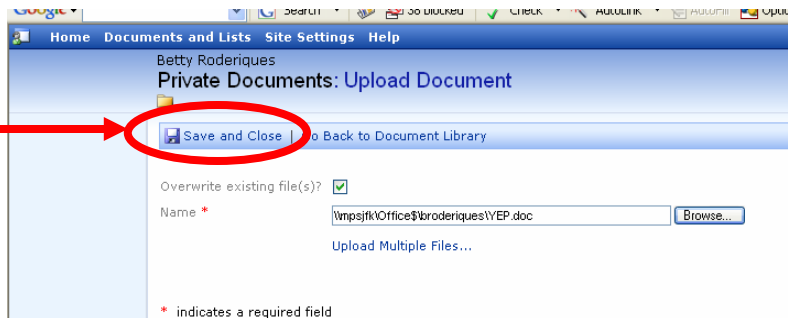 Google Search 38 blocked Check AutoLink AutoFill
Home Documents and Lists Site Settings Help
Betty Roderiques
Private Documents: Upload Document
Save and Close | Go Back to Document Library
Overwrite existing file(s)?
Name * \\mpsjfk\Office$\broderiques\YEP.doc Browse...
Upload Multiple Files...
* indicates a required field